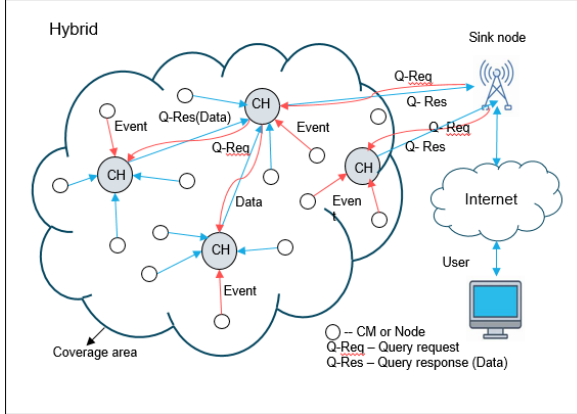 Hybrid
Sink node
Q-Req
CH
Q- Res
Q-Res(Data)
Event
Event
Q- Req
Q-Req
Q- Res
CH
CH
Even
t
Internet
Data
CH
User
Event
Coverage area
-- CM or Node
Q-Req – Query request
Q-Res – Query response (Data)